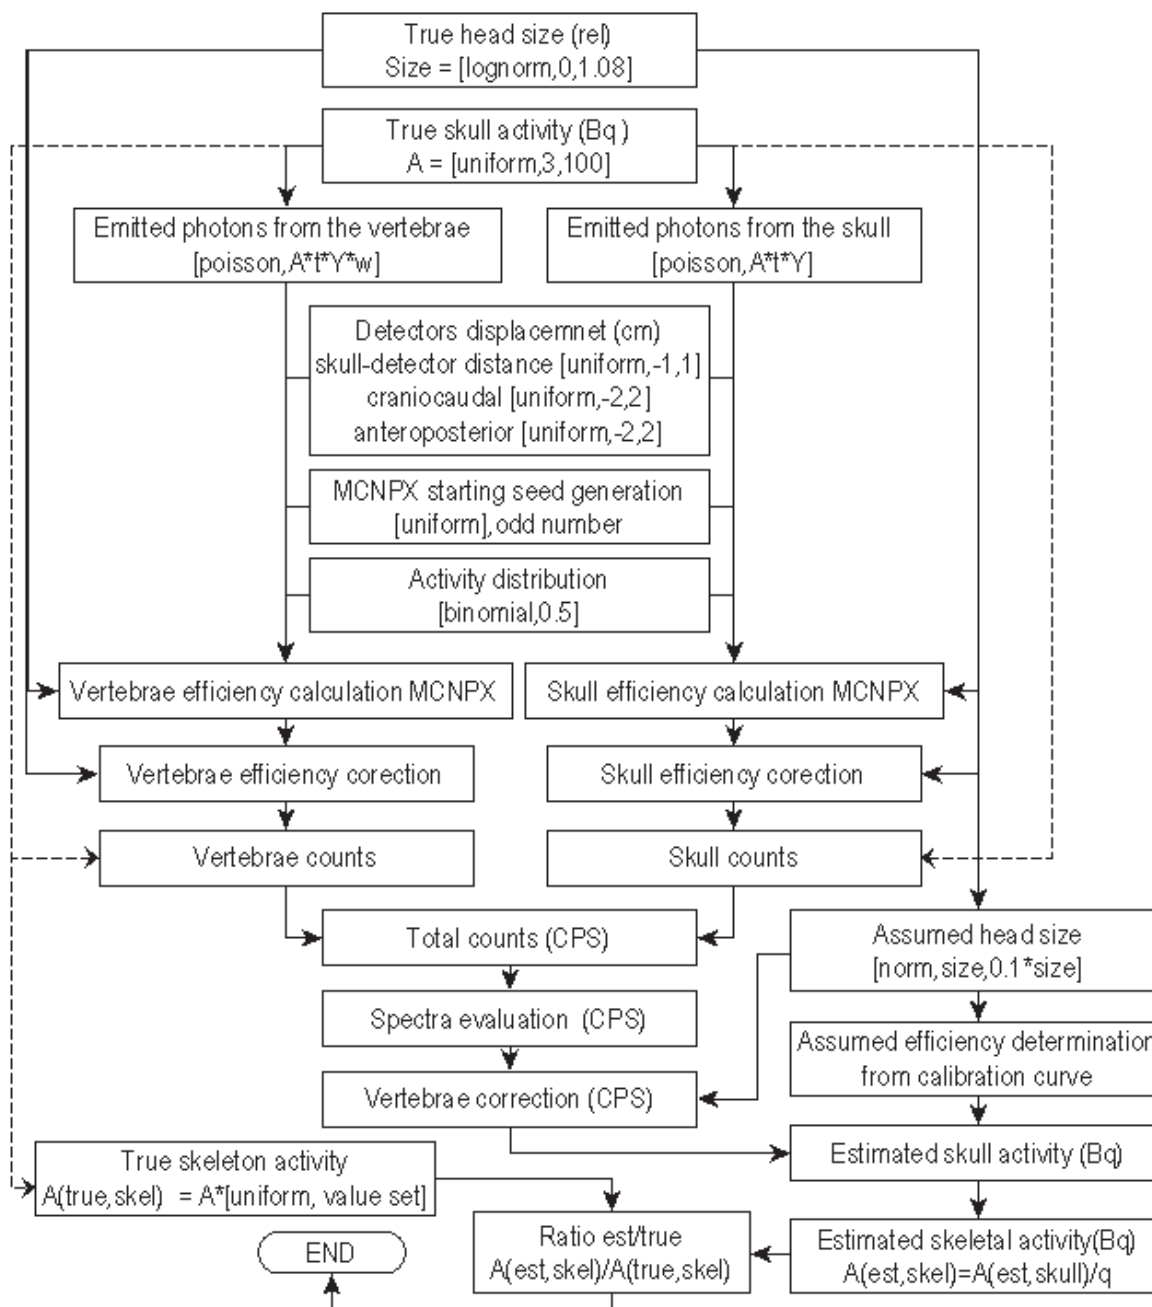 True head size (rel)
Size = [lognorm,0,1.08]
True skull activity (Bq)
A = [uniform,3,100]
Emitted photons from the vertebrae
[poisson,A*t*Y*w]
Emitted photons from the skull
[poisson,A*t*Y]
Detectors displacemnet (cm)
skull-detector distance [uniform,-1,1]
craniocaudal [uniform,-2,2]
anteroposterior [uniform,-2,2]
MCNPX starting seed generation
[uniform],odd number
Activity distribution
[binomial,0.5]
Vertebrae efficiency calculation MCNPX
Skull efficiency calculation MCNPX
Vertebrae efficiency corection
Skull efficiency corection
Vertebrae counts
Skull counts
Total counts (CPS)
Assumed head size
[norm,size,0.1*size]
Spectra evaluation (CPS)
Assumed efficiency determination
from calibration curve
Vertebrae correction (CPS)
Estimated skull activity (Bq)
True skeleton activity
A(true,skel) = A*[uniform, value set]
Ratio est/true
A(est,skel)/A(true,skel)
Estimated skeletal activity(Bq)
A(est,skel)=A(est,skull)/q
END